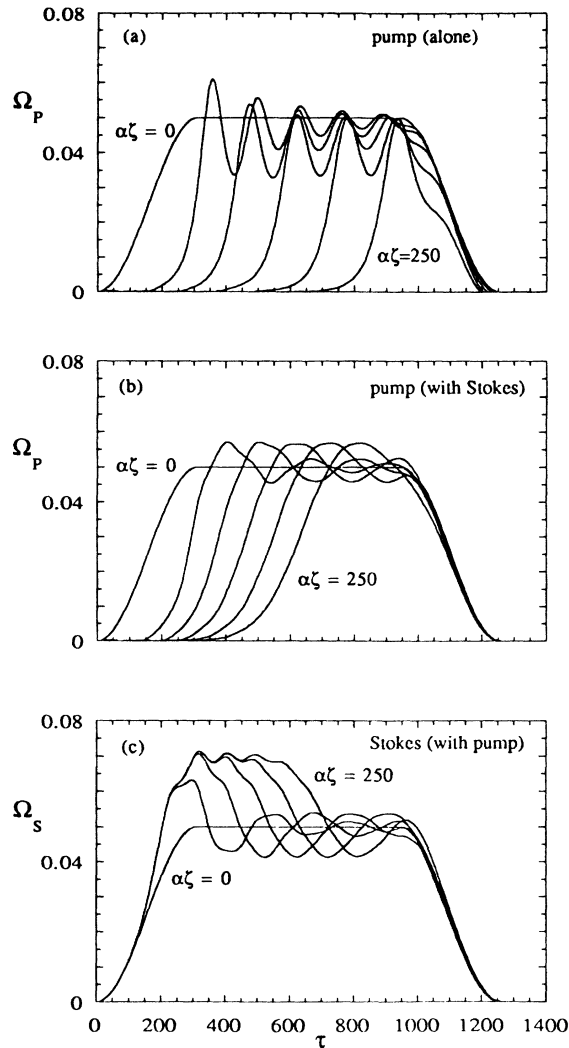 0.08
(a)
pump (alone)
Ω_P
αζ = 0
0.04
αζ=250
0
0.08
(b)
pump (with Stokes)
Ω_P
αζ = 0
0.04
αζ = 250
0
0.08
(c)
Stokes (with pump)
αζ = 250
Ω_S
0.04
αζ = 0
0
0 200 400 600 800 1000 1200 1400
τ